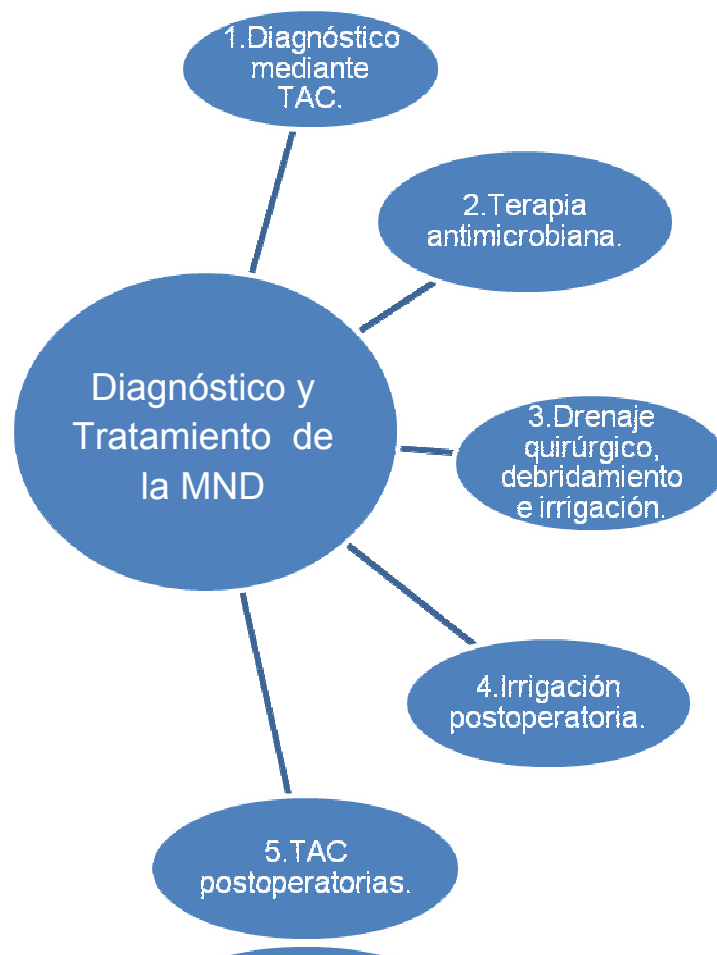 1.Diagnóstico
mediante
TAC.
2.Terapia
antimicrobiana.
Diagnóstico y
Tratamiento de
la MND
3.Drenaje
quirúrgico,
debridamiento
e irrigación.
4.Irrigación
postoperatoria.
5.TAC
postoperatorias.